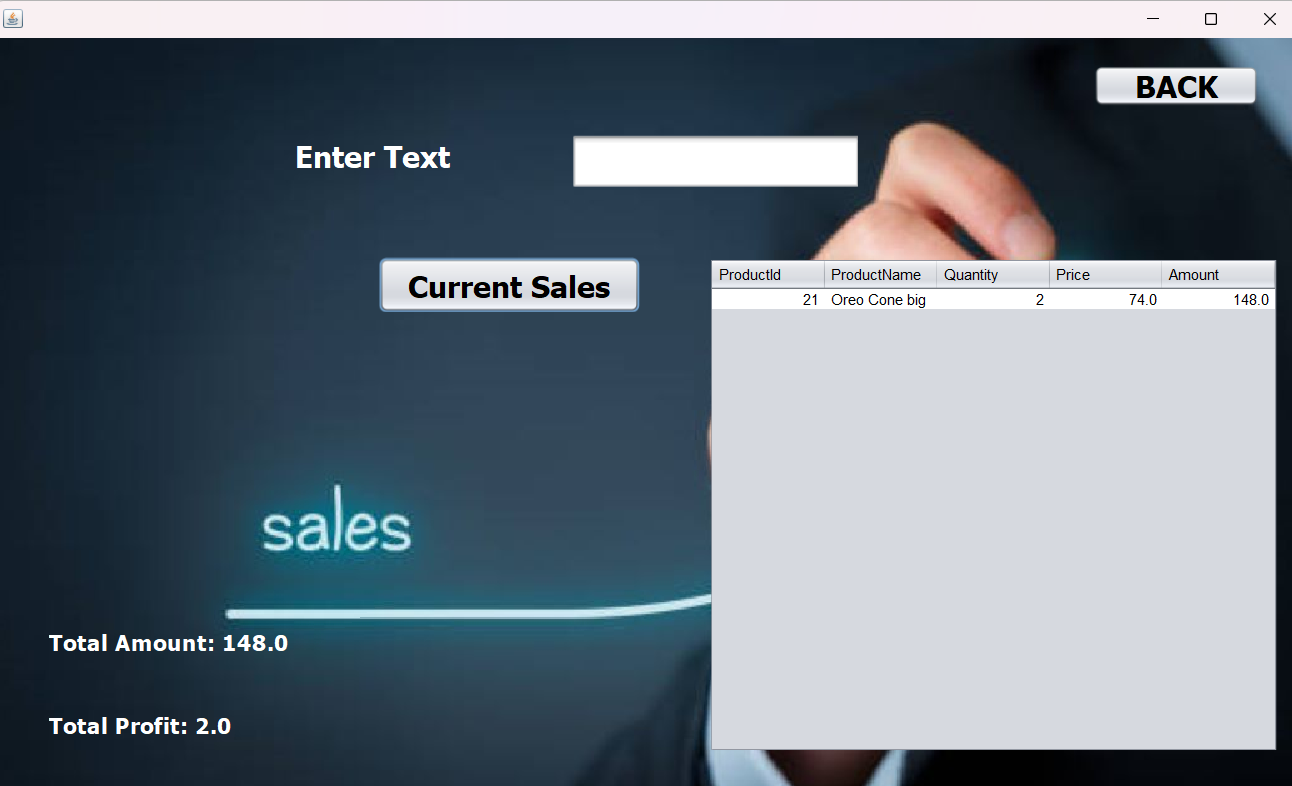 BACK
Enter Text
Current Sales
ProductId ProductName Quantity Price Amount
21 Oreo Cone big 2 74.0 148.0
sales
Total Amount: 148.0
Total Profit: 2.0